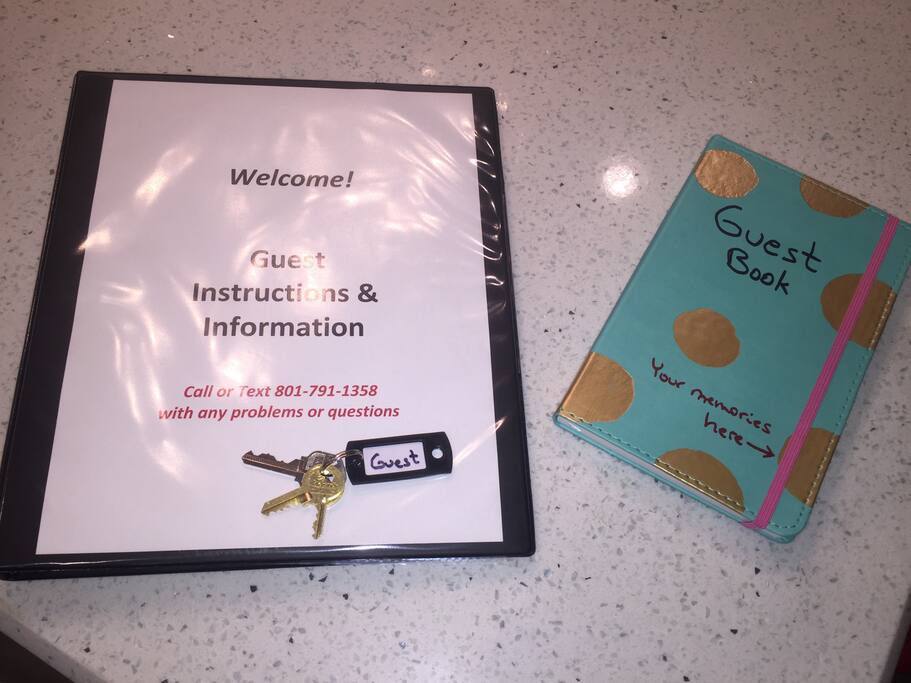 Welcome!
Guest
Instructions &
Information
Call or Text 801-791-1358
with any problems or questions
Guest
Guest
Book
Your memories
here→